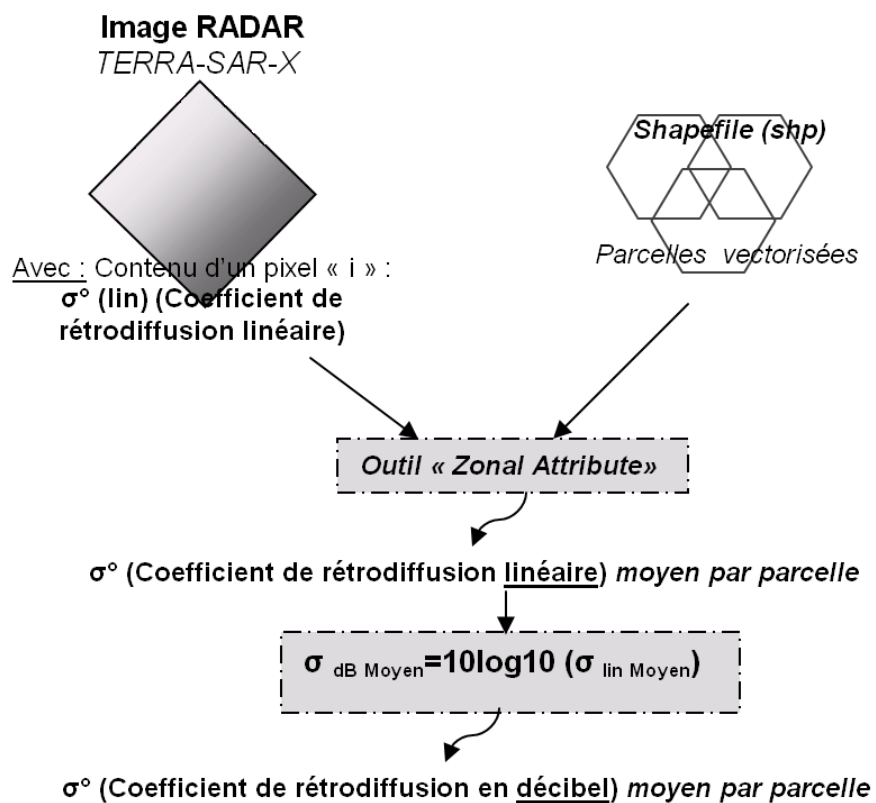 Image RADAR
TERRA-SAR-X
Shapefile (shp)
Parcelles vectorisées
Avec : Contenu d'un pixel « i » :
σ° (lin) (Coefficient de
rétrodiffusion linéaire)
Outil « Zonal Attribute»
σ° (Coefficient de rétrodiffusion linéaire) moyen par parcelle
σ dB Moyen=10log10 (σ lin Moyen)
σ° (Coefficient de rétrodiffusion en décibel) moyen par parcelle